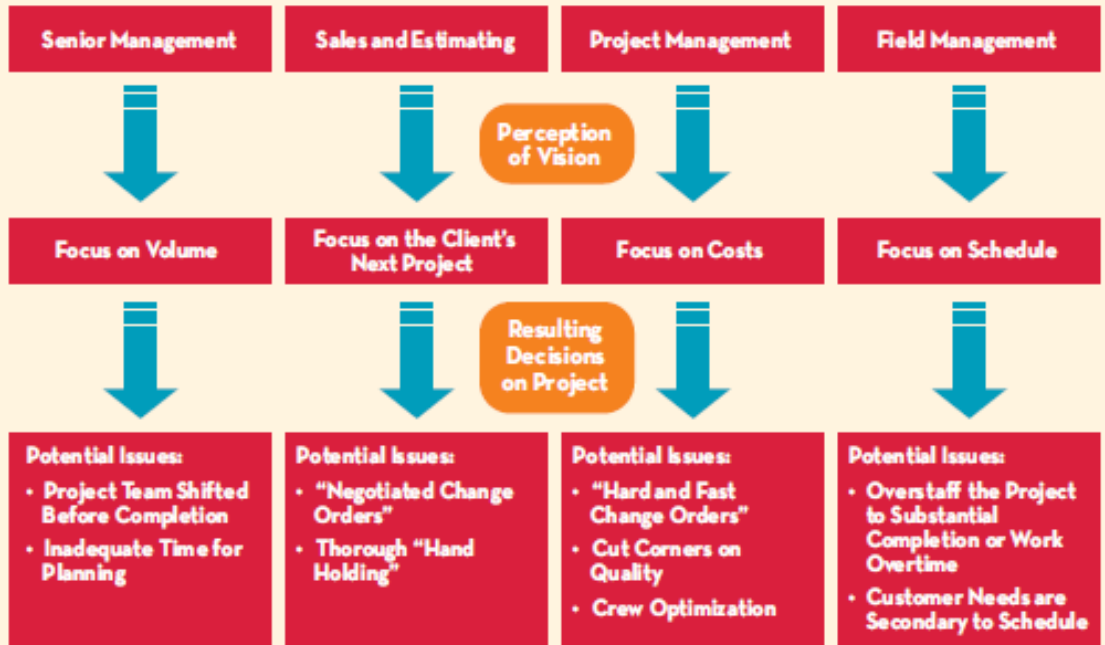 Senior Management
Sales and Estimating
Project Management
Field Management
Perception
of Vision
Focus on Volume
Focus on the Client's
Next Project
Focus on Costs
Focus on Schedule
Resulting
Decisions
on Project
Potential Issues:
• Project Team Shifted
Before Completion
• Inadequate Time for
Planning
Potential Issues:
• "Negotiated Change
Orders"
• Thorough "Hand
Holding"
Potential Issues:
• "Hard and Fast
Change Orders"
• Cut Corners on
Quality
• Crew Optimization
Potential Issues:
• Overstaff the Project
to Substantial
Completion or Work
Overtime
• Customer Needs are
Secondary to Schedule